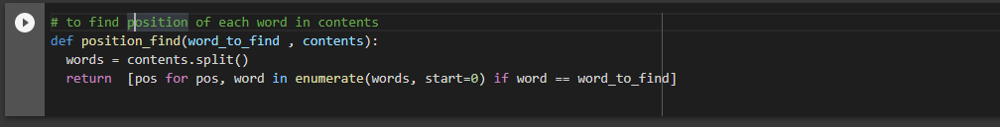 # to find position of each word in contents
def position_find(word_to_find , contents):
  words = contents.split()
  return  [pos for pos, word in enumerate(words, start=0) if word == word_to_find]